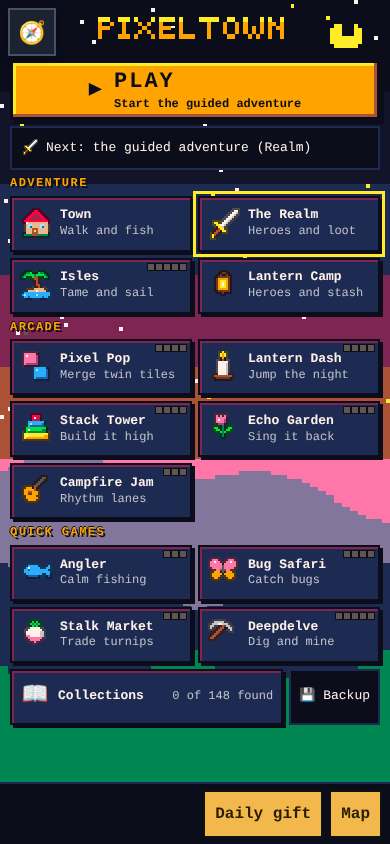 PIXELTOWN
▶ PLAY
Start the guided adventure
Next: the guided adventure (Realm)
ADVENTURE
Town
Walk and fish
The Realm
Heroes and loot
Isles
Tame and sail
Lantern Camp
Heroes and stash
ARCADE
Pixel Pop
Merge twin tiles
Lantern Dash
Jump the night
Stack Tower
Build it high
Echo Garden
Sing it back
Campfire Jam
Rhythm lanes
QUICK GAMES
Angler
Calm fishing
Bug Safari
Catch bugs
Stalk Market
Trade turnips
Deepdelve
Dig and mine
Collections 0 of 148 found
Backup
Daily gift
Map